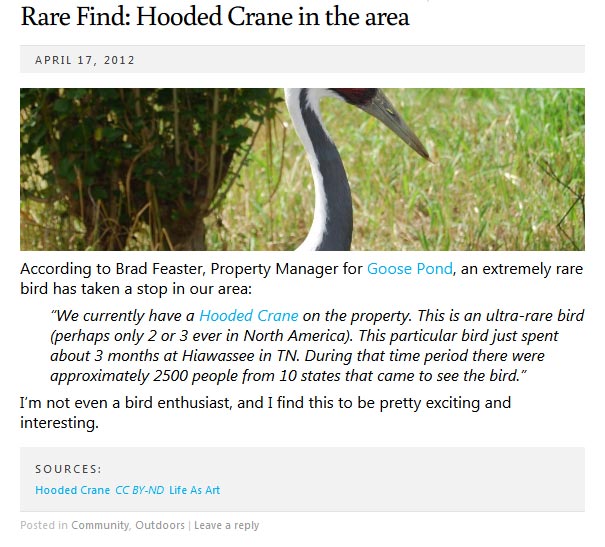 Rare Find: Hooded Crane in the area
APRIL 17, 2012
According to Brad Feaster, Property Manager for Goose Pond, an extremely rare
bird has taken a stop in our area:
“We currently have a Hooded Crane on the property. This is an ultra-rare bird
(perhaps only 2 or 3 ever in North America). This particular bird just spent
about 3 months at Hiawassee in TN. During that time period there were
approximately 2500 people from 10 states that came to see the bird.”
I’m not even a bird enthusiast, and I find this to be pretty exciting and
interesting.
SOURCES:
Hooded Crane CC BY-ND Life As Art
Posted in Community, Outdoors | Leave a reply